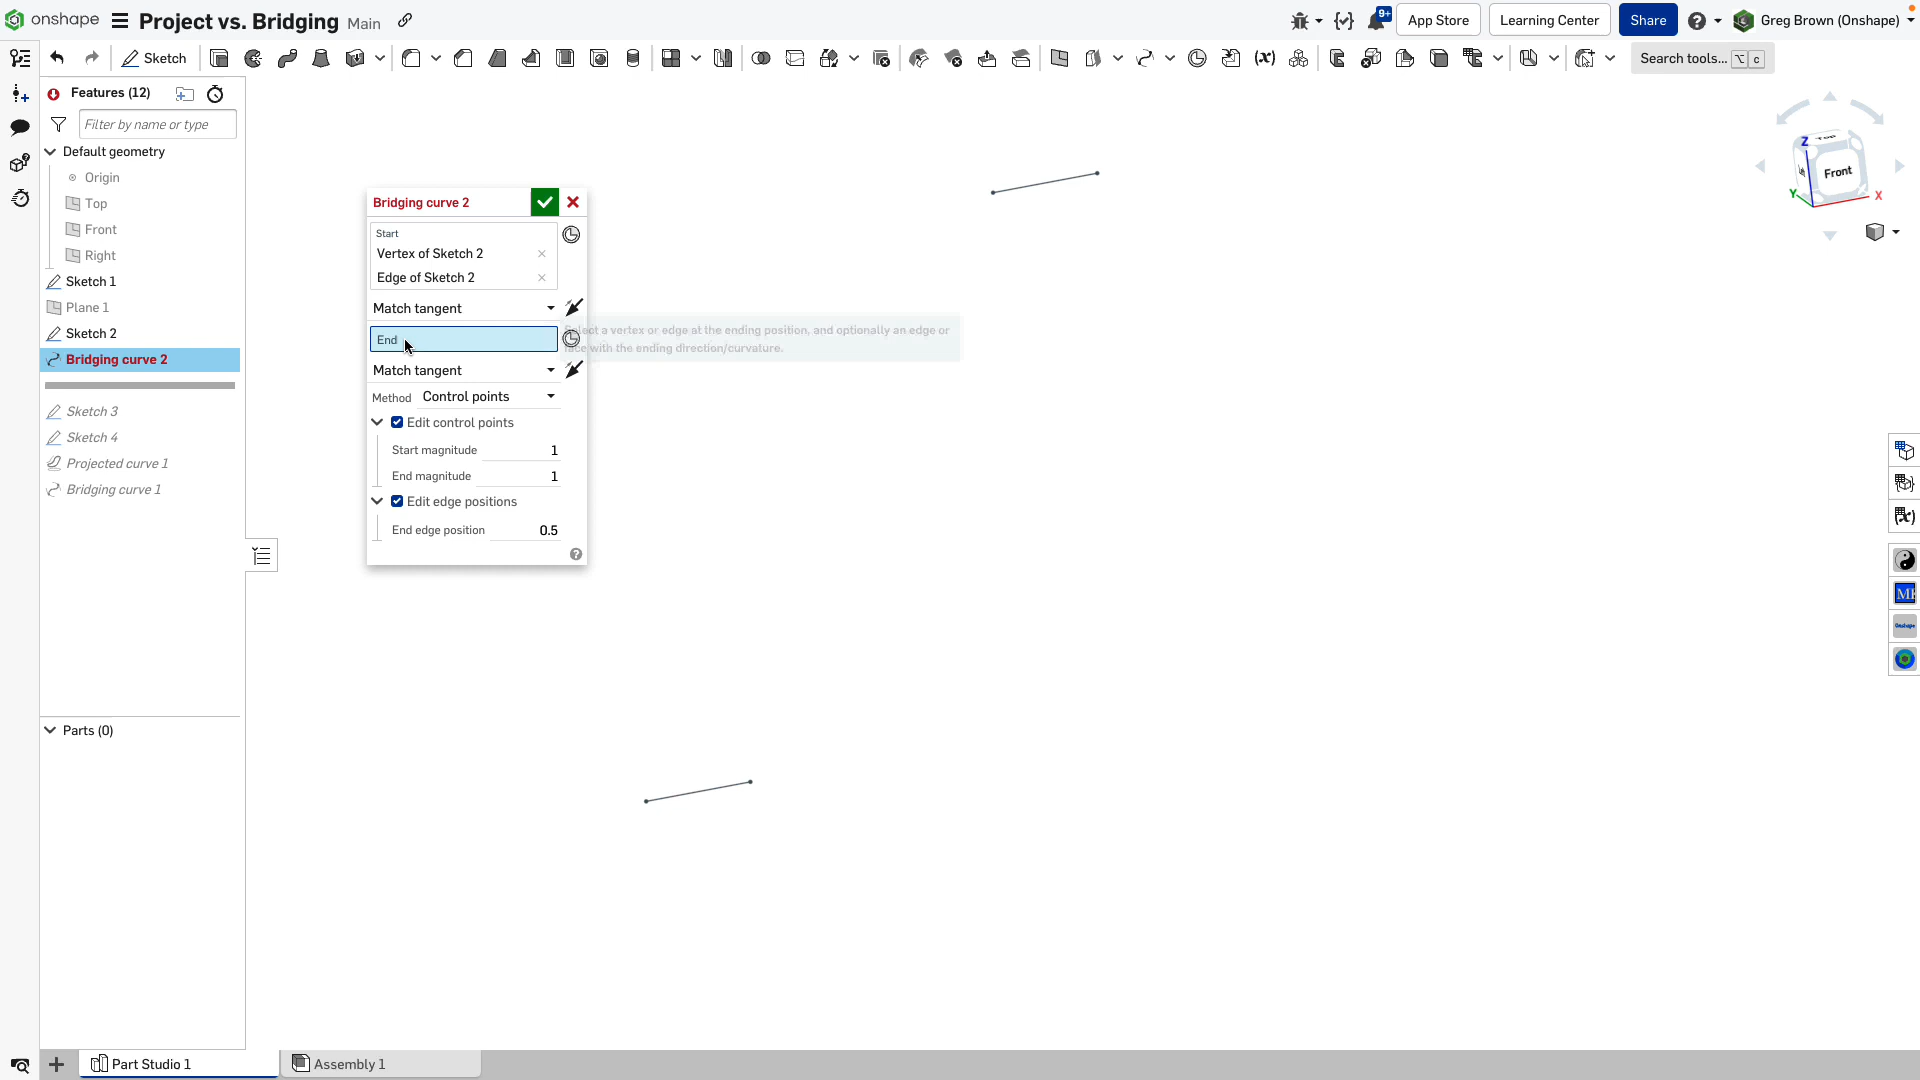 onshape
Project vs. Bridging Main
9+
App Store
Learning Center
Share
Greg Brown (Onshape)
Sketch
Search tools... ⌥ c
Features (12)
Filter by name or type
Default geometry
Origin
Top
Front
Right
Sketch 1
Plane 1
Sketch 2
Bridging curve 2
Sketch 3
Sketch 4
Projected curve 1
Bridging curve 1
Parts (0)
Bridging curve 2
Start
Vertex of Sketch 2
Edge of Sketch 2
Match tangent
End
a vertex or edge at the ending position, and optionally an edge or
with the ending direction/curvature.
Match tangent
Method Control points
Edit control points
Start magnitude 1
End magnitude 1
Edit edge positions
End edge position 0.5
Top
Z
Left
Front
Y
X
(x)
MK
Onshape
Part Studio 1
Assembly 1